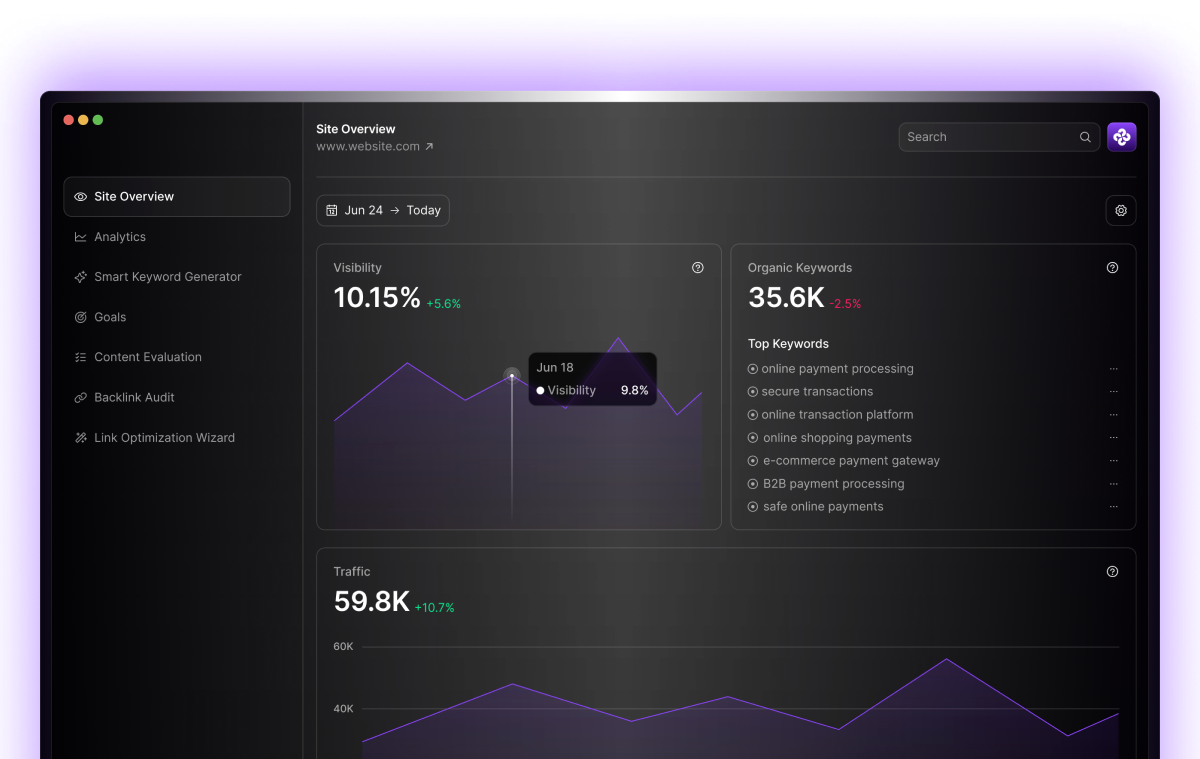 Site Overview
www.website.com
Search
Site Overview
Analytics
Smart Keyword Generator
Goals
Content Evaluation
Backlink Audit
Link Optimization Wizard
12
Jun 24 → Today
Visibility
10.15% +5.6%
Jun 18
Visibility 9.8%
Organic Keywords
35.6K -2.5%
Top Keywords
online payment processing
secure transactions
online transaction platform
online shopping payments
e-commerce payment gateway
B2B payment processing
safe online payments
Traffic
59.8K +10.7%
60K
40K